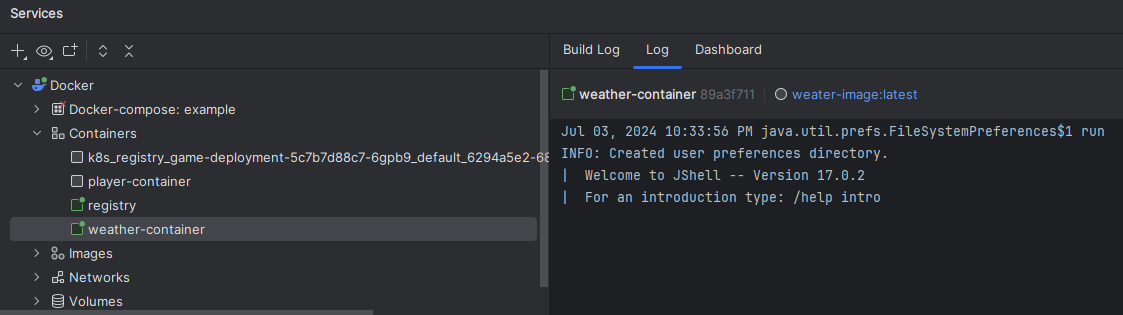 Services
Build Log Log Dashboard
Docker
Docker-compose: example
Containers
k8s_registry_game-deployment-5c7b7d88c7-6gpb9_default_6294a5e2-68
player-container
registry
weather-container
Images
Networks
Volumes
weather-container 89a3f711 weater-image:latest
Jul 03, 2024 10:33:56 PM java.util.prefs.FileSystemPreferences$1 run
INFO: Created user preferences directory.
| Welcome to JShell -- Version 17.0.2
| For an introduction type: /help intro